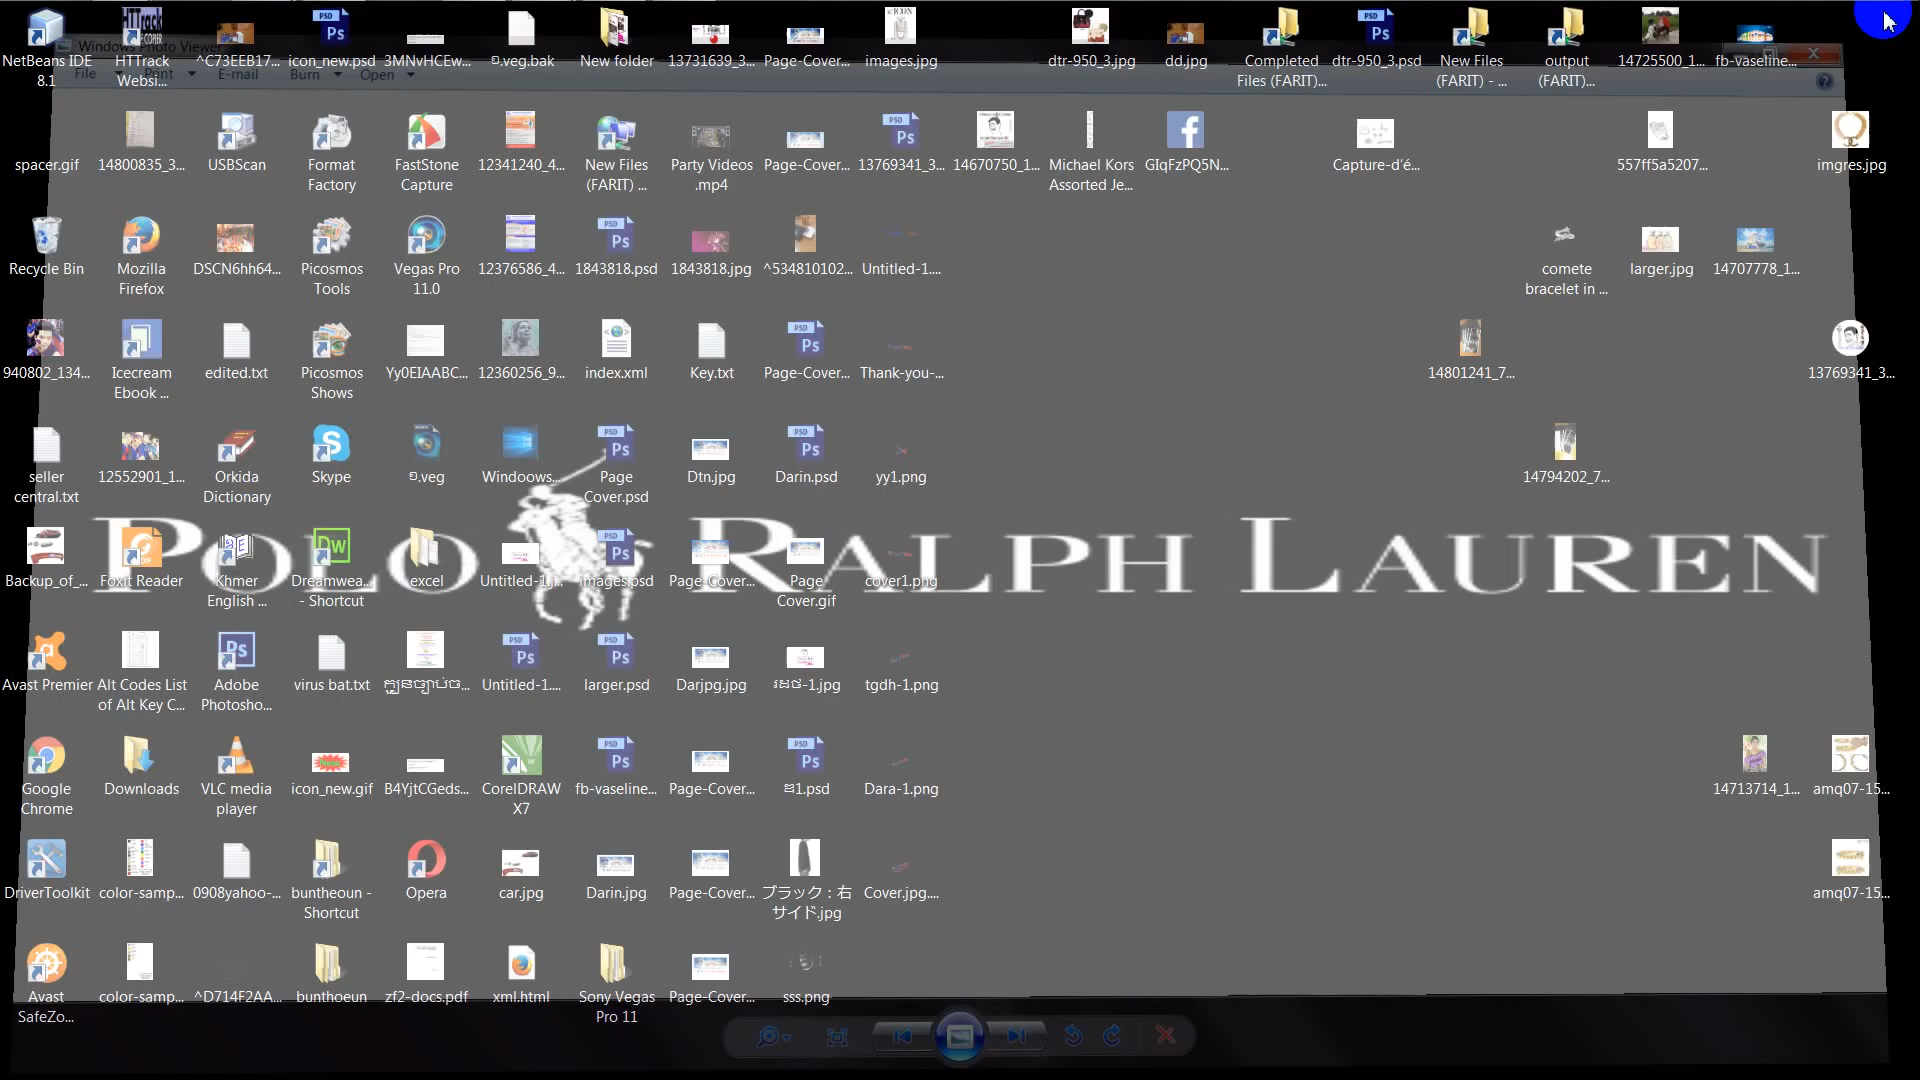 Windows Photo Viewer
File Print E-mail Burn Open
NetBeans IDE 8.1
HTTrack Websi...
^C73EEB17...
icon_new.psd
3MNvHCEw...
ឲ.veg.bak
New folder
13731639_3...
Page-Cover...
images.jpg
dtr-950_3.jpg
dd.jpg
Completed Files (FARIT)...
dtr-950_3.psd
New Files (FARIT) - ...
output (FARIT)...
14725500_1...
fb-vaseline...
spacer.gif
14800835_3...
USBScan
Format Factory
FastStone Capture
12341240_4...
New Files (FARIT) ...
Party Videos .mp4
Page-Cover...
13769341_3...
14670750_1...
Michael Kors Assorted Je...
GIqFzPQ5N...
Capture-d'é...
557ff5a5207...
imgres.jpg
Recycle Bin
Mozilla Firefox
DSCN6hh64...
Picosmos Tools
Vegas Pro 11.0
12376586_4...
1843818.psd
1843818.jpg
^534810102...
Untitled-1....
comete bracelet in ...
larger.jpg
14707778_1...
940802_134...
Icecream Ebook ...
edited.txt
Picosmos Shows
Yy0EIAABC...
12360256_9...
index.xml
Key.txt
Page-Cover...
Thank-you-...
14801241_7...
13769341_3...
seller central.txt
12552901_1...
Orkida Dictionary
Skype
ឲ.veg
Windoows...
Page Cover.psd
Dtn.jpg
Darin.psd
yy1.png
14794202_7...
POLO RALPH LAUREN
Backup_of_...
Foxit Reader
Khmer English ...
Dreamwea... - Shortcut
excel
Untitled-1.j...
images.psd
Page-Cover...
Page Cover.gif
cover1.png
Avast Premier
Alt Codes List of Alt Key C...
Adobe Photosho...
virus bat.txt
Untitled-1....
larger.psd
Darjpg.jpg
tgdh-1.png
Google Chrome
Downloads
VLC media player
icon_new.gif
B4YjtCGeds...
CorelDRAW X7
fb-vaseline...
Page-Cover...
Dara-1.png
14713714_1...
amq07-15...
DriverToolkit
color-samp...
0908yahoo-...
buntheoun - Shortcut
Opera
car.jpg
Darin.jpg
Page-Cover...
ブラック：右サイド.jpg
Cover.jpg....
amq07-15...
Avast SafeZo...
color-samp...
^D714F2AA...
bunthoeun
zf2-docs.pdf
xml.html
Sony Vegas Pro 11
Page-Cover...
sss.png